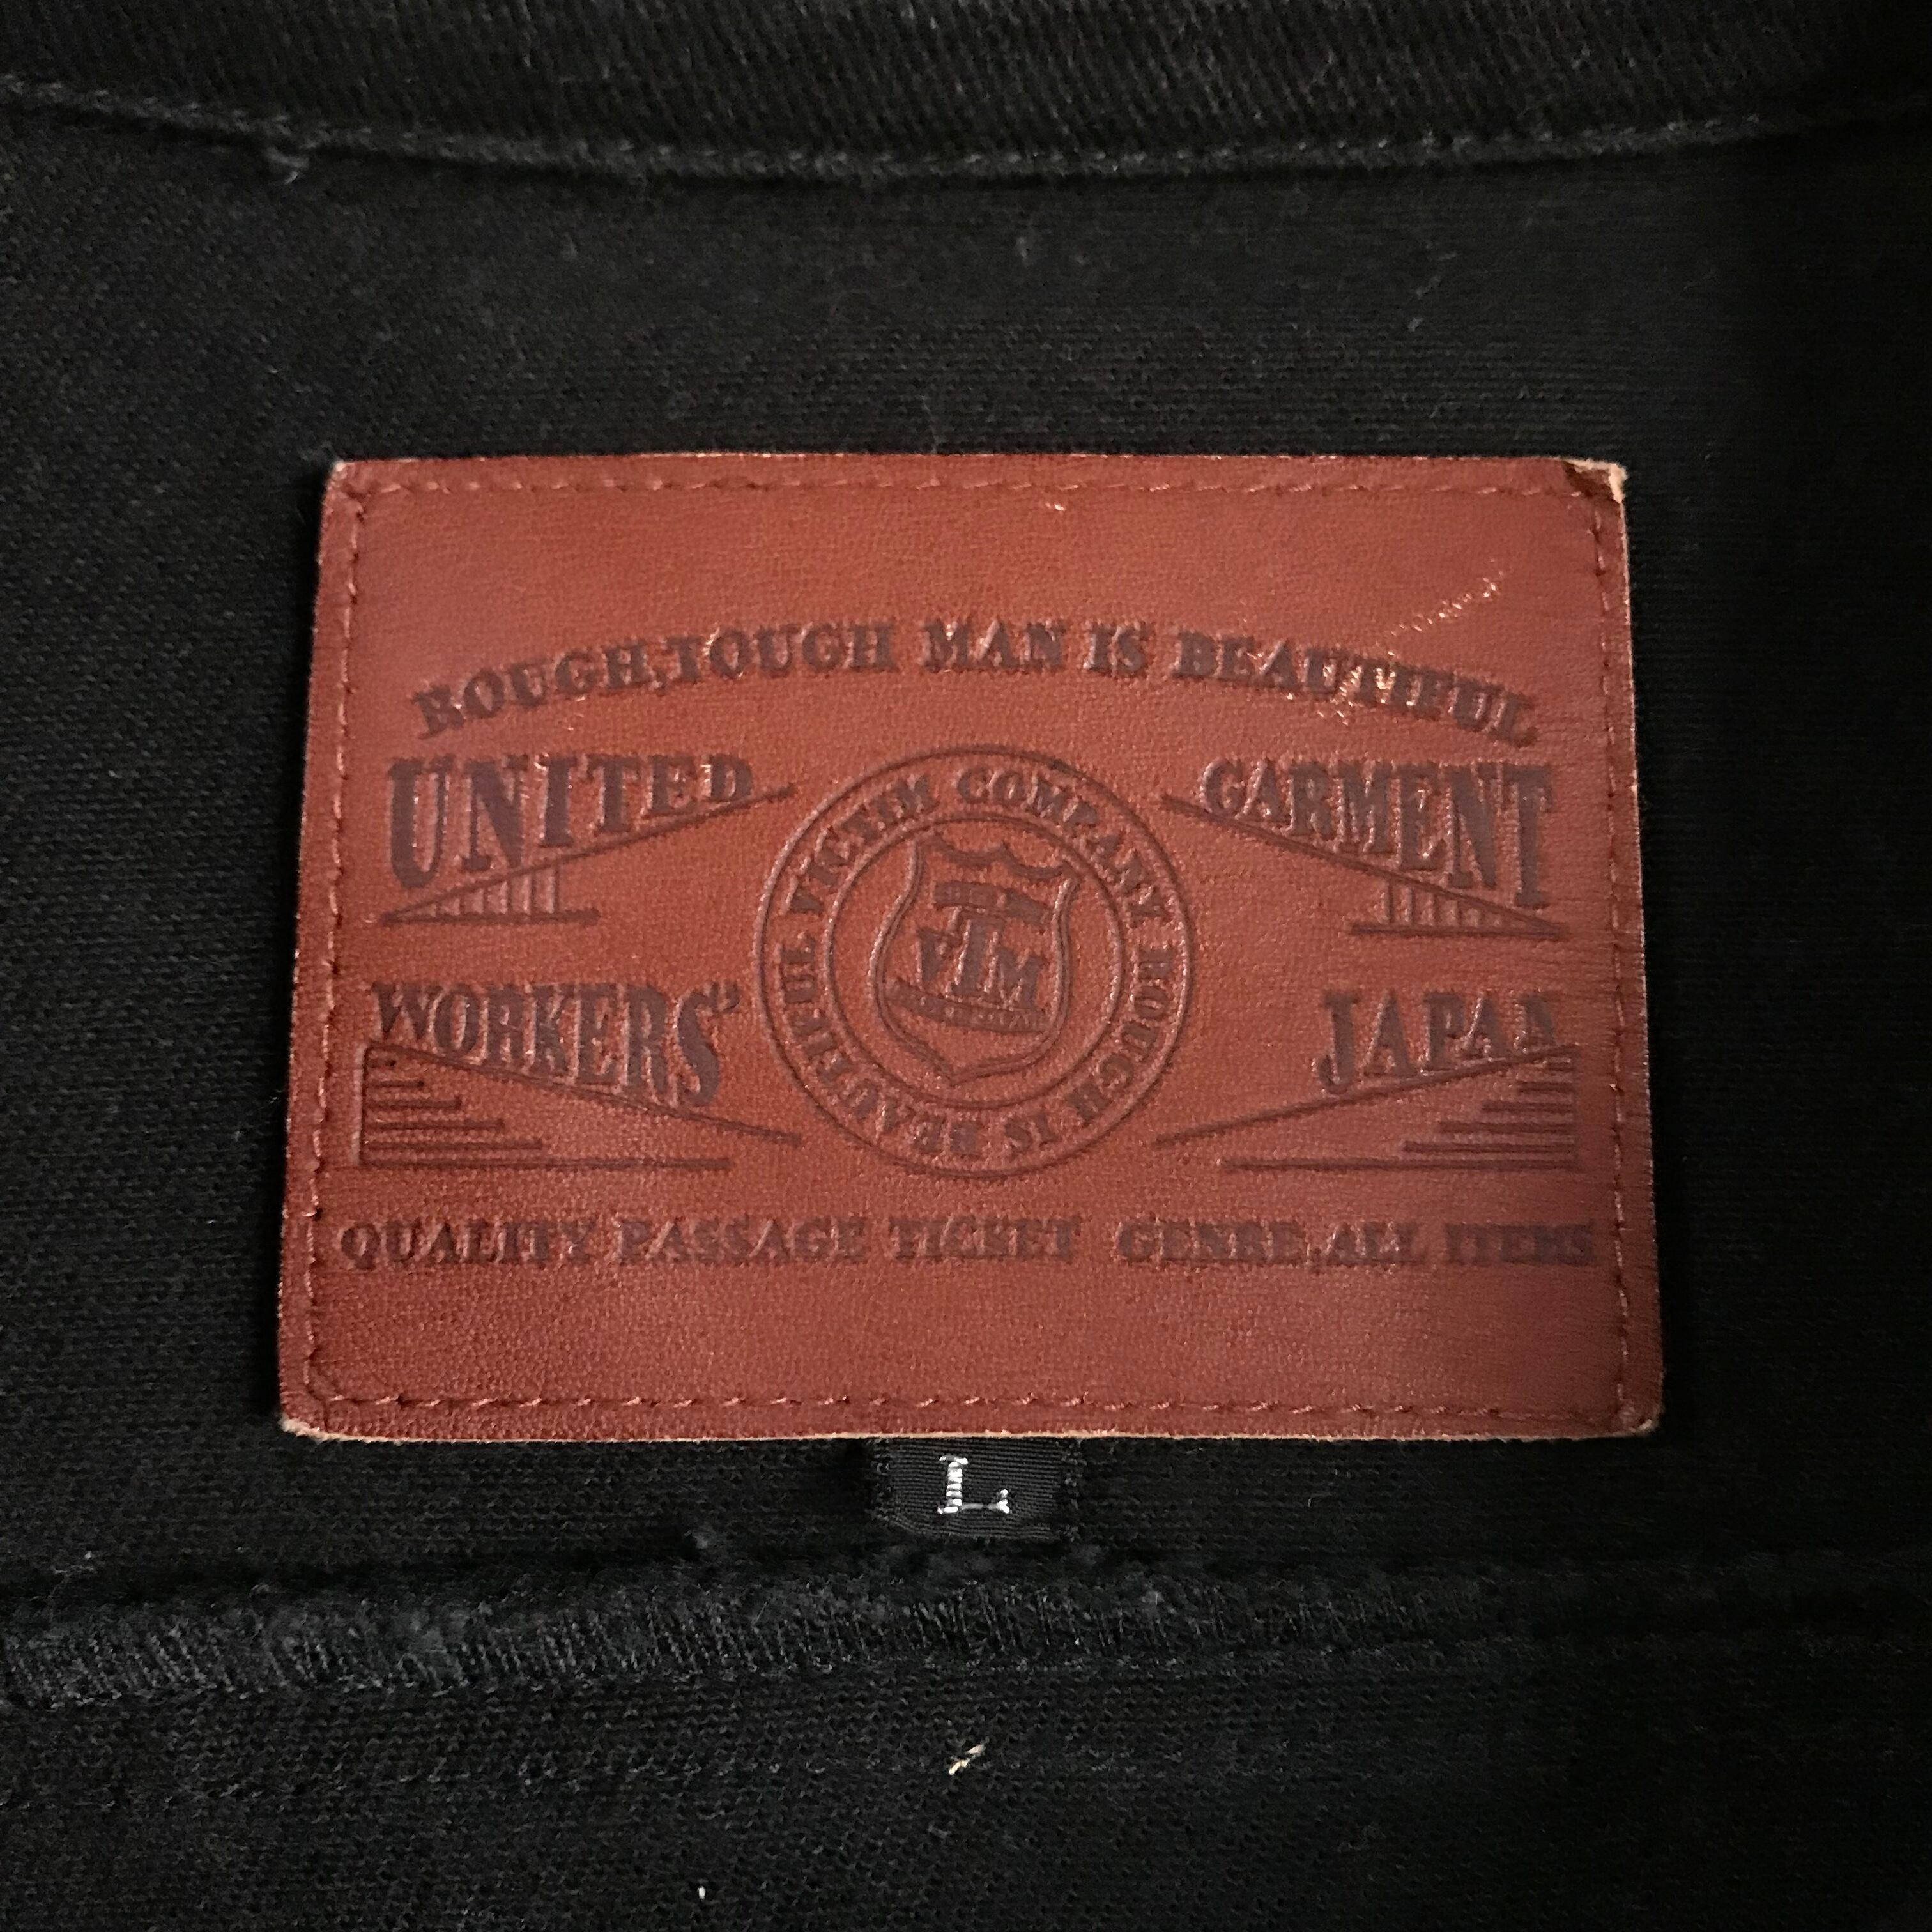 ROUGH,TOUGH MAN IS BEAUTIFUL
UNITED
GARMENT
VICTIM COMPANY ROUGH IS BEAUTIFUL
VTM
WORKERS'
JAPAN
QUALITY PASSAGE TICKET GENRE,ALL ITEMS
L